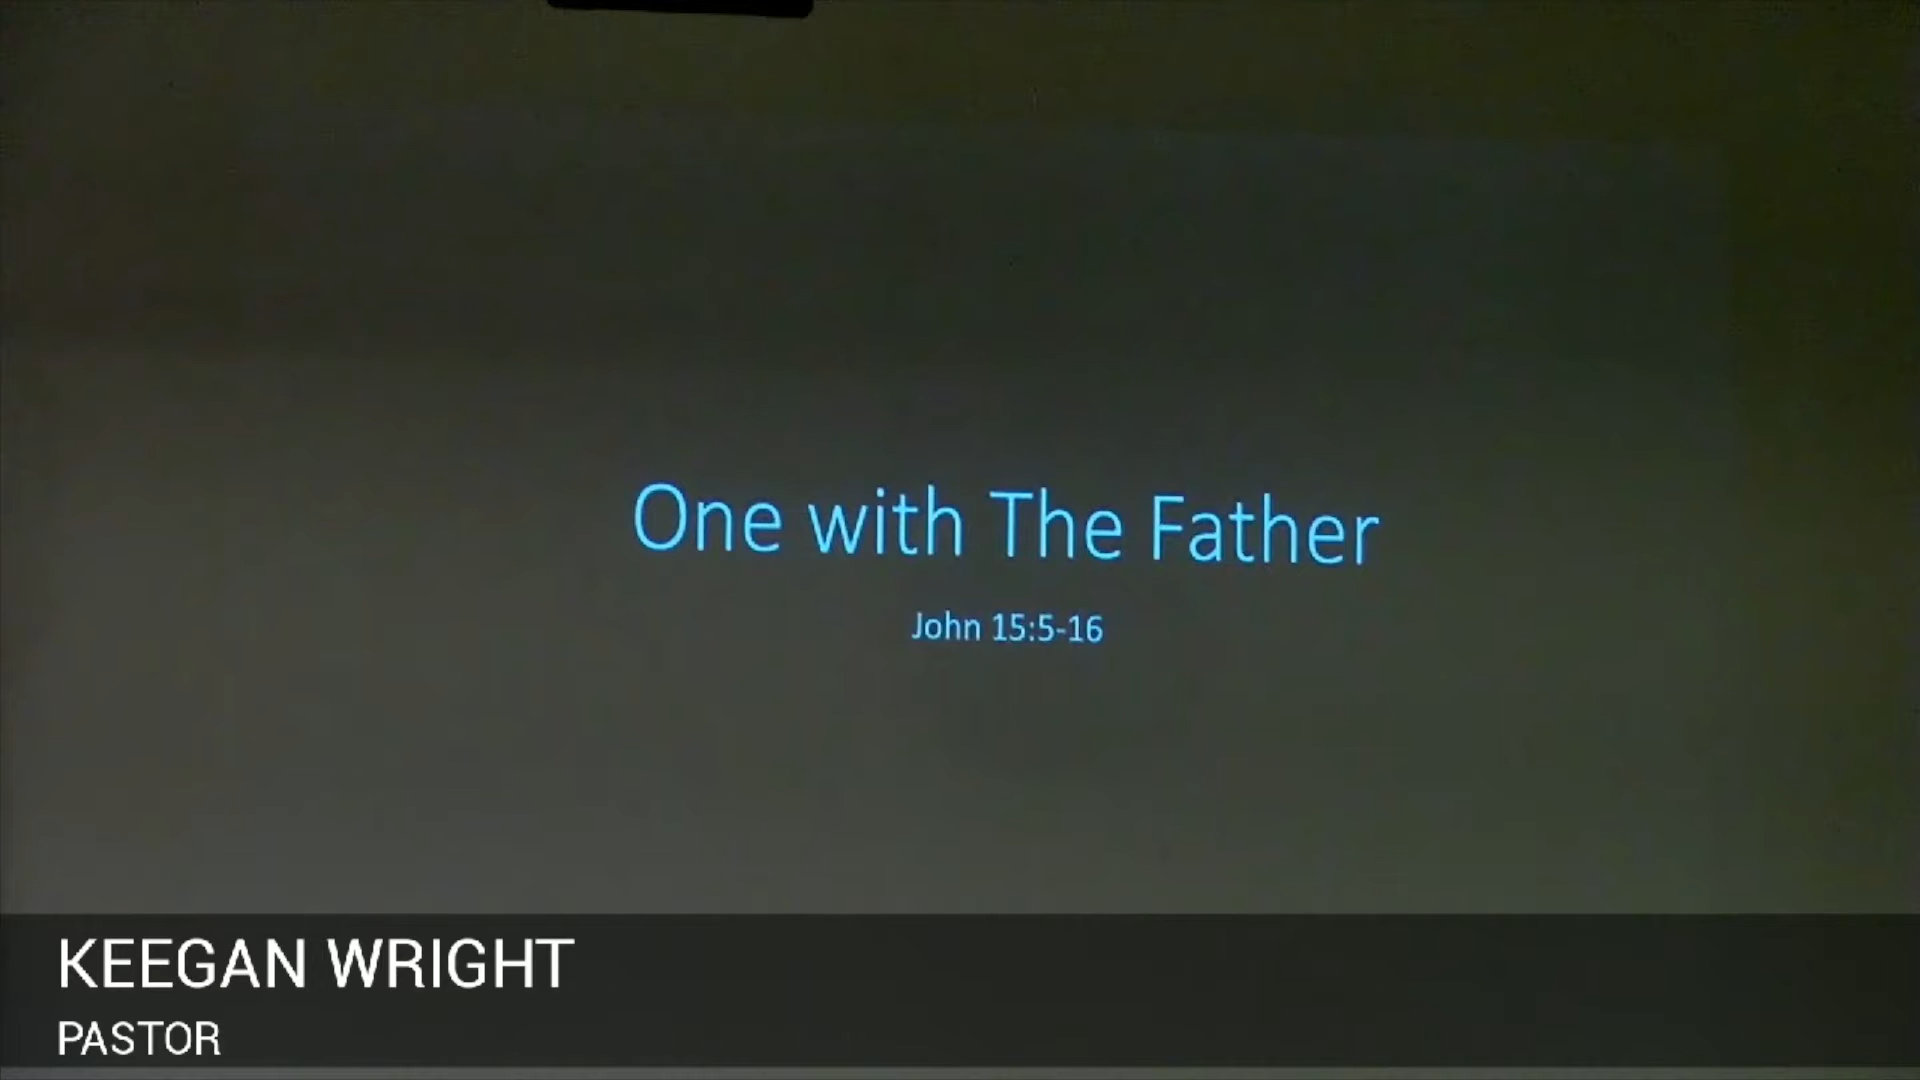 One with The Father
John 15:5-16
KEEGAN WRIGHT
PASTOR